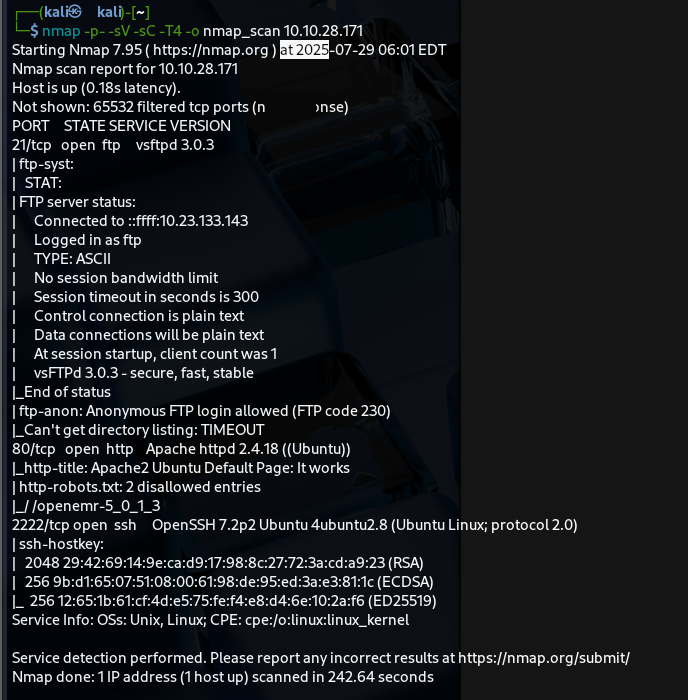 ┌──(kali㉿ kali)-[~]
└─$ nmap -p- -sV -sC -T4 -o nmap_scan 10.10.28.171
Starting Nmap 7.95 ( https://nmap.org ) at 2025-07-29 06:01 EDT
Nmap scan report for 10.10.28.171
Host is up (0.18s latency).
Not shown: 65532 filtered tcp ports
PORT STATE SERVICE VERSION
21/tcp open ftp vsftpd 3.0.3
| ftp-syst:
| STAT:
| FTP server status:
| Connected to ::ffff:10.23.133.143
| Logged in as ftp
| TYPE: ASCII
| No session bandwidth limit
| Session timeout in seconds is 300
| Control connection is plain text
| Data connections will be plain text
| At session startup, client count was 1
| vsFTPd 3.0.3 - secure, fast, stable
|_End of status
| ftp-anon: Anonymous FTP login allowed (FTP code 230)
|_Can't get directory listing: TIMEOUT
80/tcp open http Apache httpd 2.4.18 ((Ubuntu))
|_http-title: Apache2 Ubuntu Default Page: It works
| http-robots.txt: 2 disallowed entries
|_/ /openemr-5_0_1_3
2222/tcp open ssh OpenSSH 7.2p2 Ubuntu 4ubuntu2.8 (Ubuntu Linux; protocol 2.0)
| ssh-hostkey:
| 2048 29:42:69:14:9e:ca:d9:17:98:8c:27:72:3a:cd:a9:23 (RSA)
| 256 9b:d1:65:07:51:08:00:61:98:de:95:ed:3a:e3:81:1c (ECDSA)
|_ 256 12:65:1b:61:cf:4d:e5:75:fe:f4:e8:d4:6e:10:2a:f6 (ED25519)
Service Info: OSs: Unix, Linux; CPE: cpe:/o:linux:linux_kernel
Service detection performed. Please report any incorrect results at https://nmap.org/submit/
Nmap done: 1 IP address (1 host up) scanned in 242.64 seconds